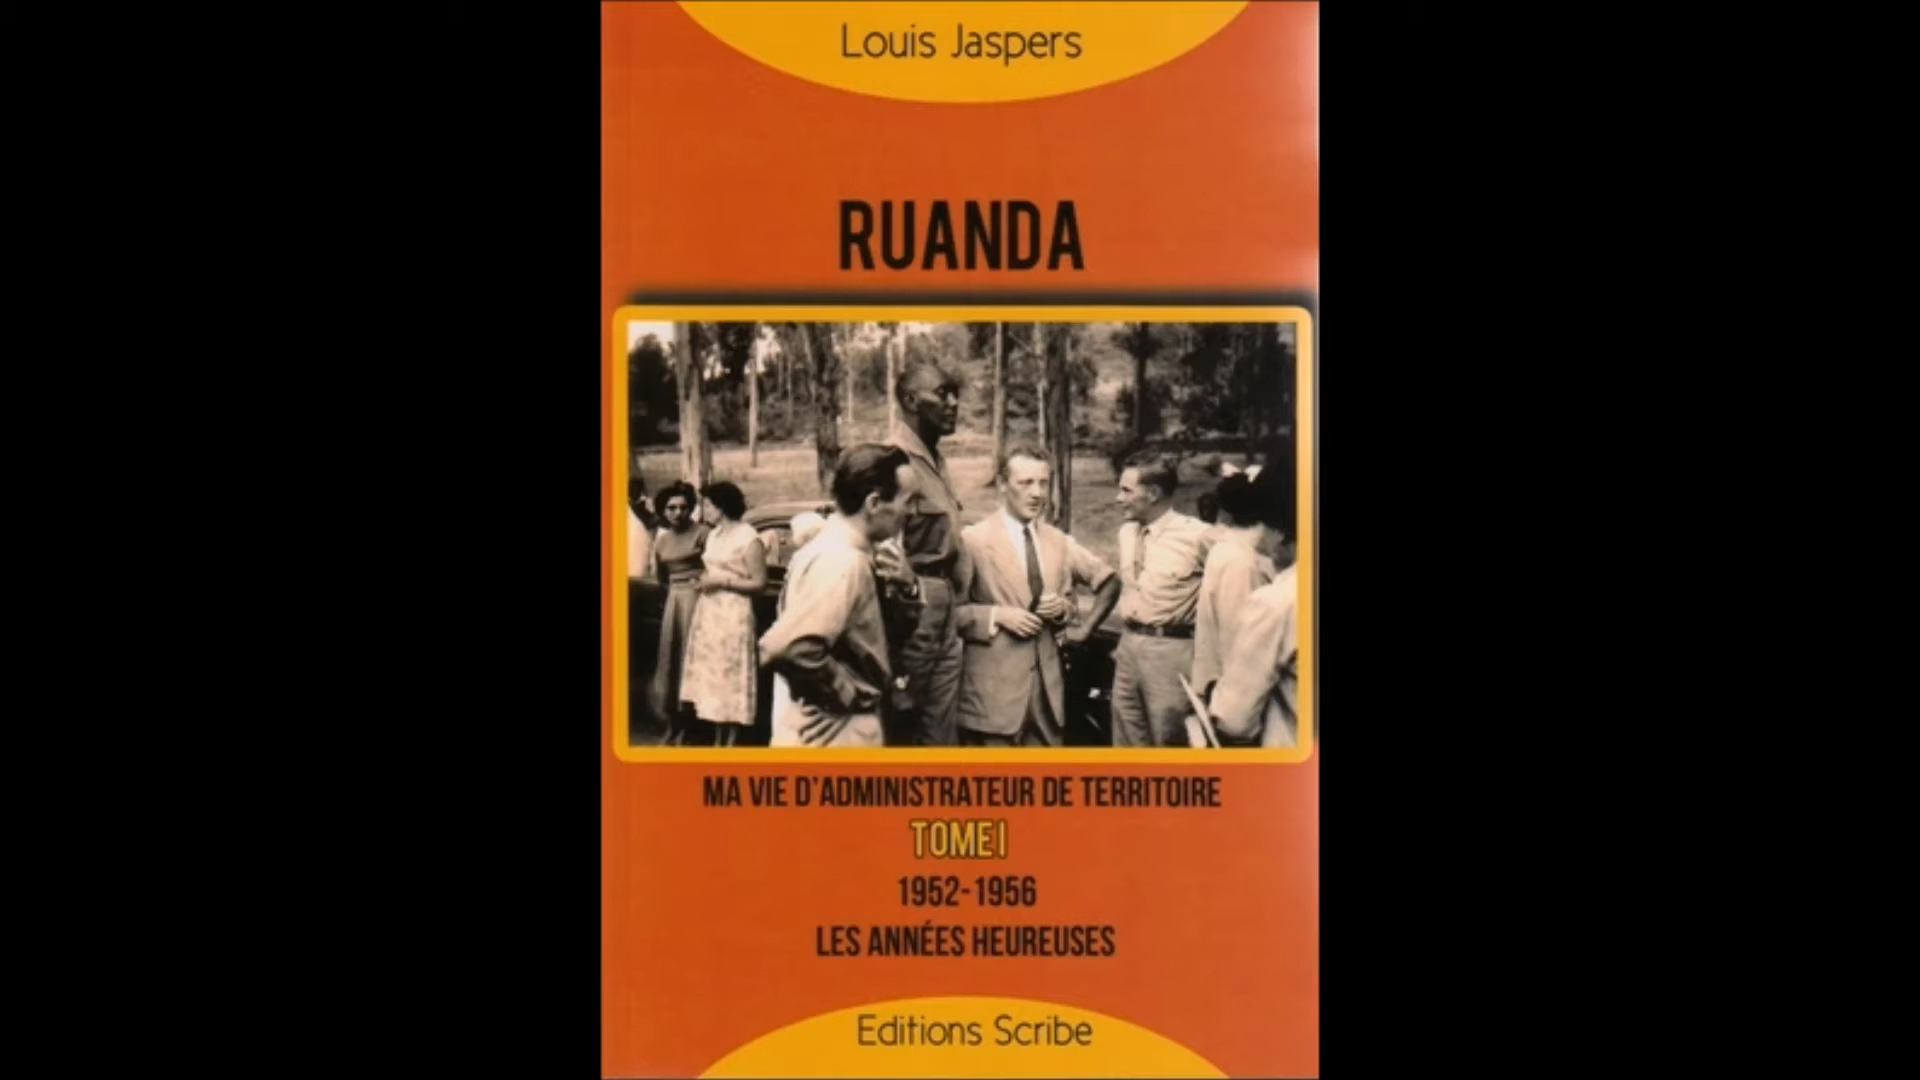 Louis Jaspers
RUANDA
MA VIE D'ADMINISTRATEUR DE TERRITOIRE
TOME I
1952-1956
LES ANNÉES HEUREUSES
Editions Scribe